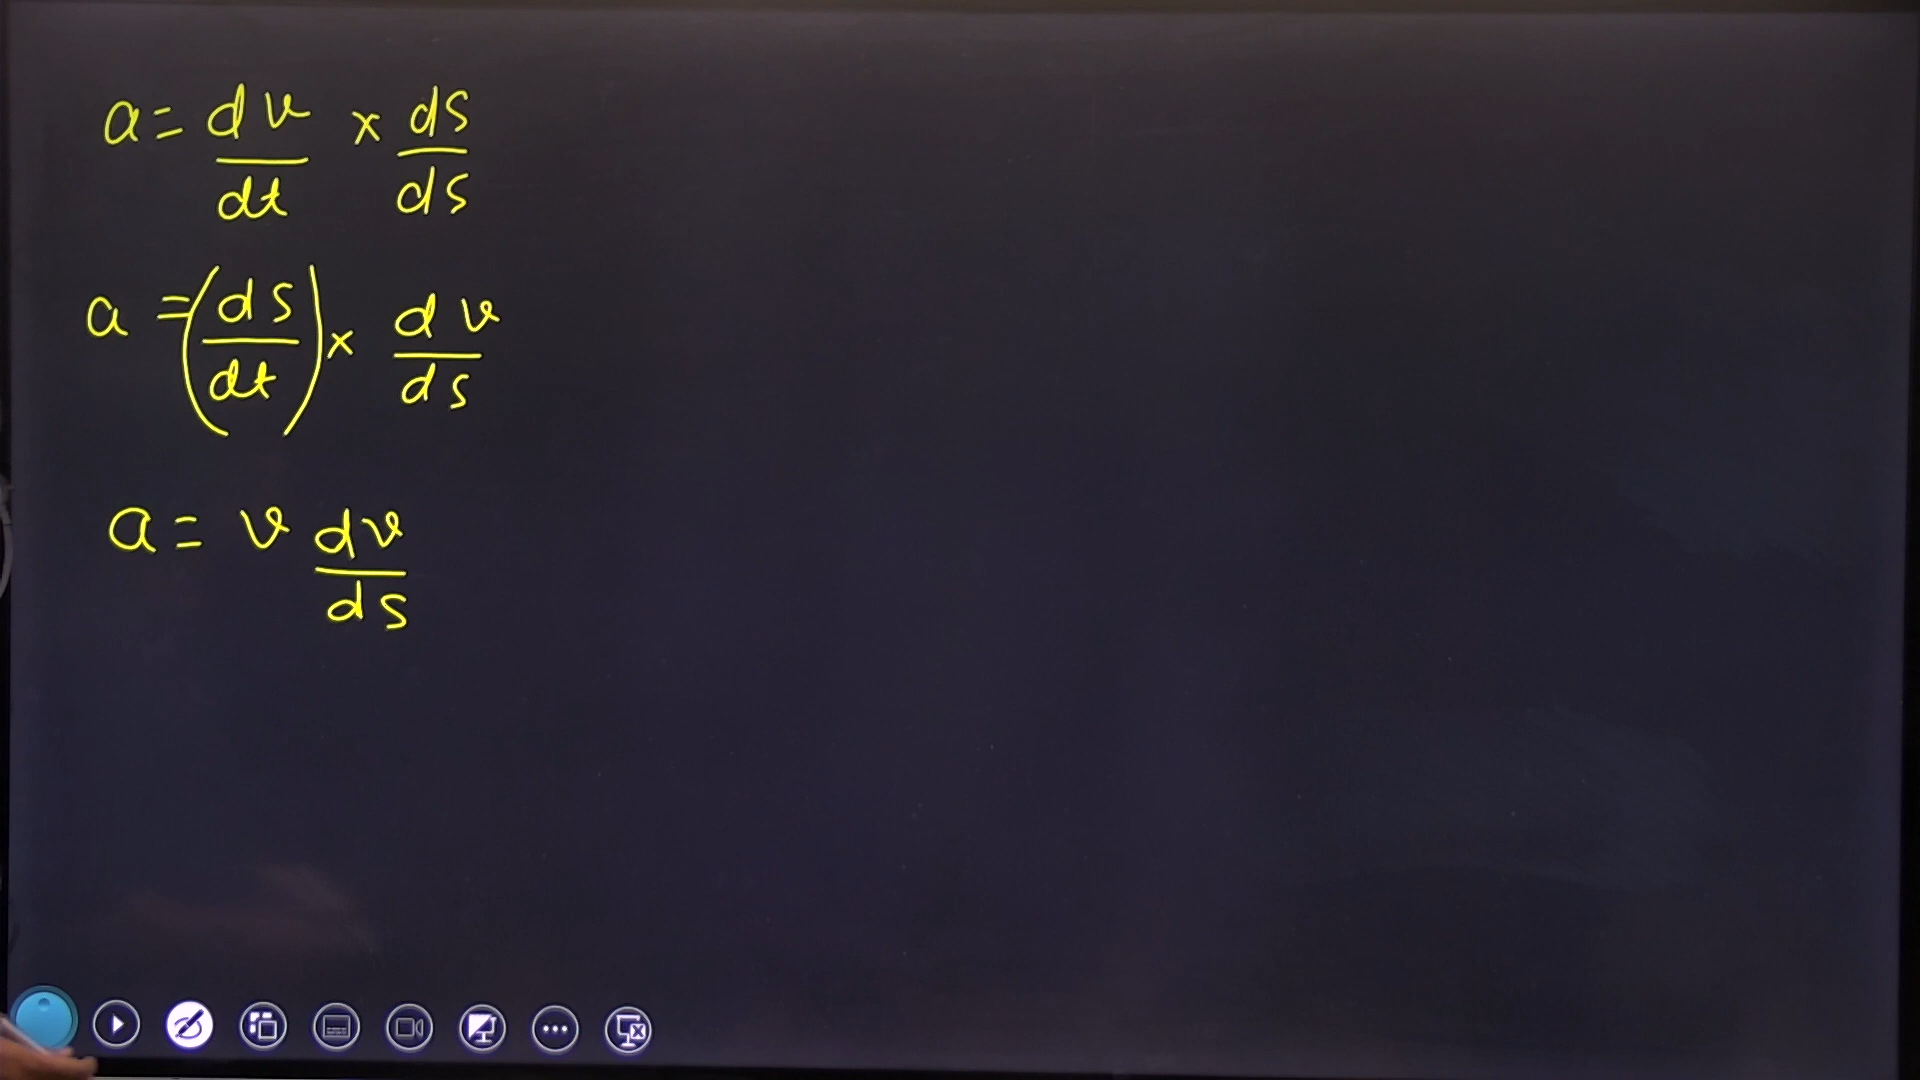 a = dv/dt × ds/ds
a = (ds/dt) × dv/ds
a = v dv/ds